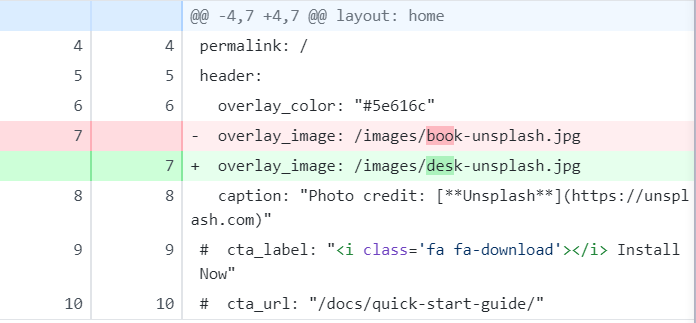 @@ -4,7 +4,7 @@ layout: home
4 4 permalink: /
5 5 header:
6 6 overlay_color: "#5e616c"
7 - overlay_image: /images/book-unsplash.jpg
7 + overlay_image: /images/desk-unsplash.jpg
8 8 caption: "Photo credit: [**Unsplash**](https://unspl
ash.com)"
9 9 # cta_label: "<i class='fa fa-download'></i> Install
Now"
10 10 # cta_url: "/docs/quick-start-guide/"